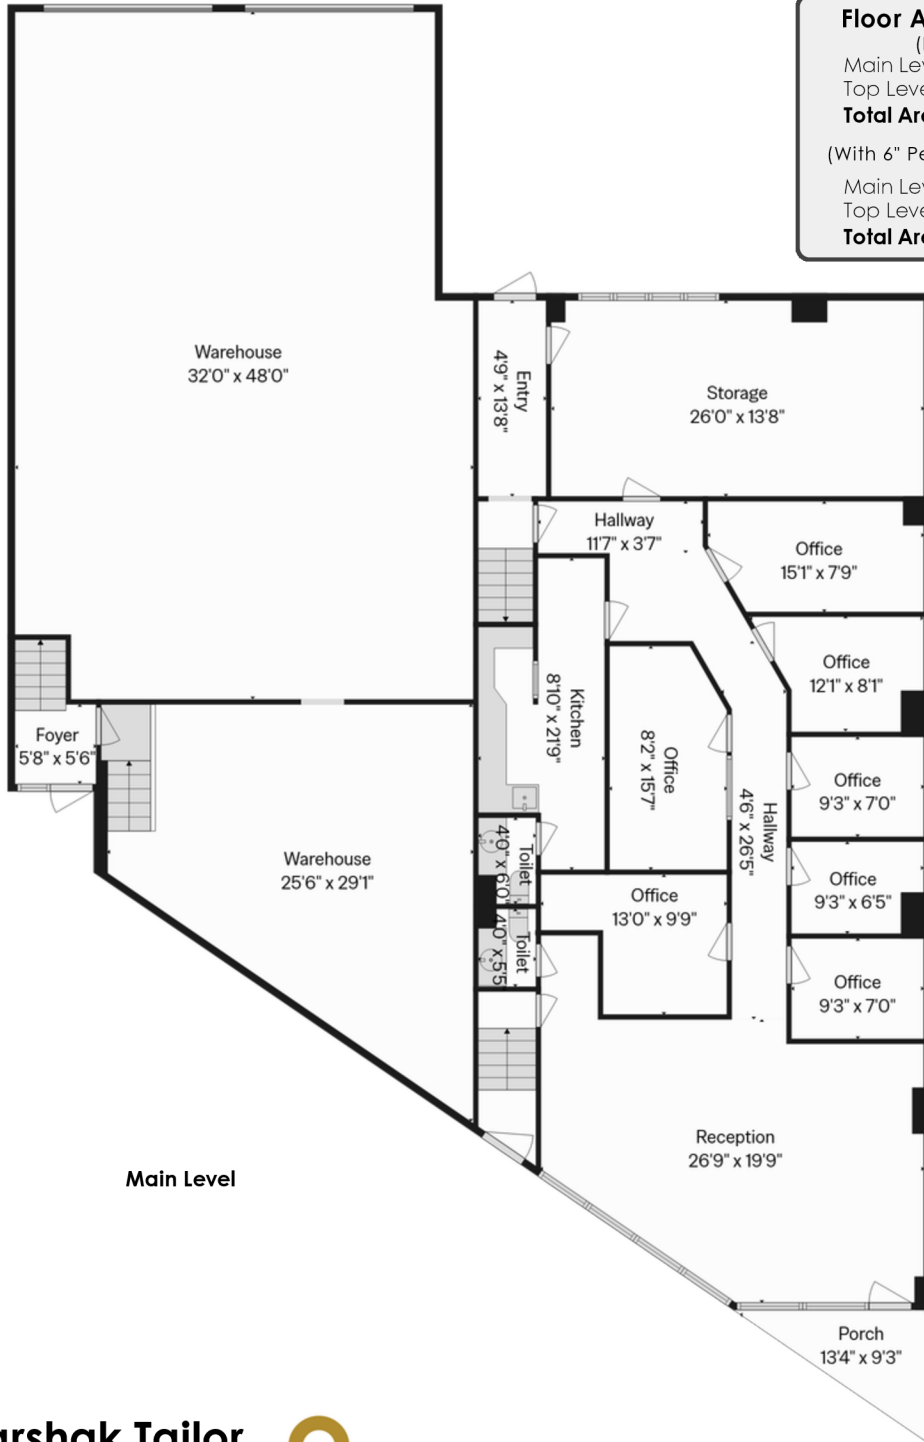 Floor A
(
Main Lev
Top Leve
Total Are
(With 6" Pe
Main Lev
Top Leve
Total Are
Warehouse
32'0" x 48'0"
Entry
4'9" x 13'8"
Storage
26'0" x 13'8"
Hallway
11'7" x 3'7"
Office
15'1" x 7'9"
Office
12'1" x 8'1"
Foyer
5'8" x 5'6"
Kitchen
8'10" x 21'9"
Office
8'2" x 15'7"
Hallway
4'6" x 26'5"
Office
9'3" x 7'0"
Warehouse
25'6" x 29'1"
Toilet
4'0" x 6'0"
Office
13'0" x 9'9"
Office
9'3" x 6'5"
Toilet
4'0" x 5'5
Office
9'3" x 7'0"
Reception
26'9" x 19'9"
Main Level
Porch
13'4" x 9'3"
arshak Tailor